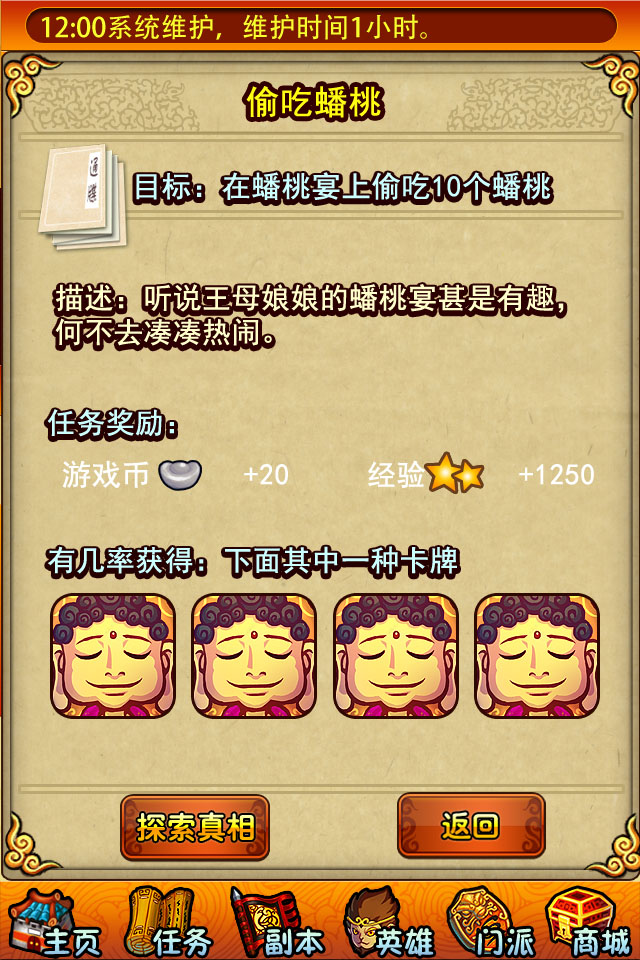 12:00系统维护，维护时间1小时。
偷吃蟠桃
目标：在蟠桃宴上偷吃10个蟠桃
描述：听说王母娘娘的蟠桃宴甚是有趣，
何不去凑凑热闹。
任务奖励：
游戏币 +20 经验 +1250
有几率获得：下面其中一种卡牌
探索真相 返回
主页 任务 副本 英雄 门派 商城